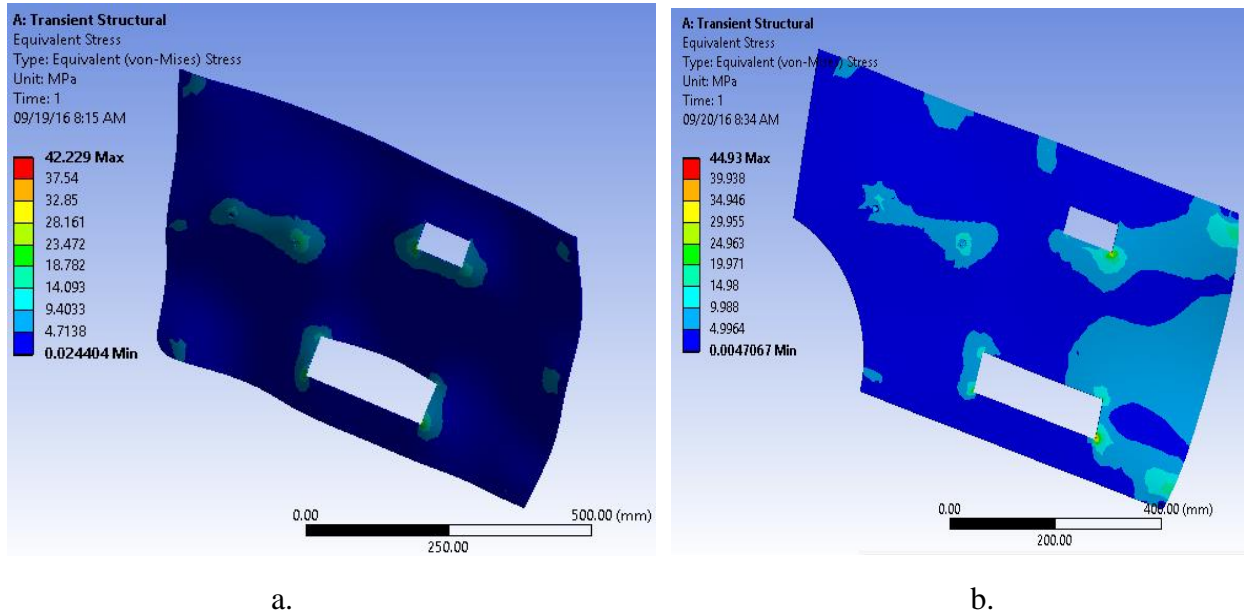 A: Transient Structural
Equivalent Stress
Type: Equivalent (von-Mises) Stress
Unit: MPa
Time: 1
09/19/16 8:15 AM
42.229 Max
37.54
32.85
28.161
23.472
18.782
14.093
9.4033
4.7138
0.024404 Min
0.00
500.00 (mm)
250.00
a.
A: Transient Structural
Equivalent Stress
Type: Equivalent (von-Mises) Stress
Unit: MPa
Time: 1
09/20/16 8:34 AM
44.93 Max
39.938
34.946
29.955
24.963
19.971
14.98
9.988
4.9964
0.0047067 Min
0.00
400.00 (mm)
200.00
b.